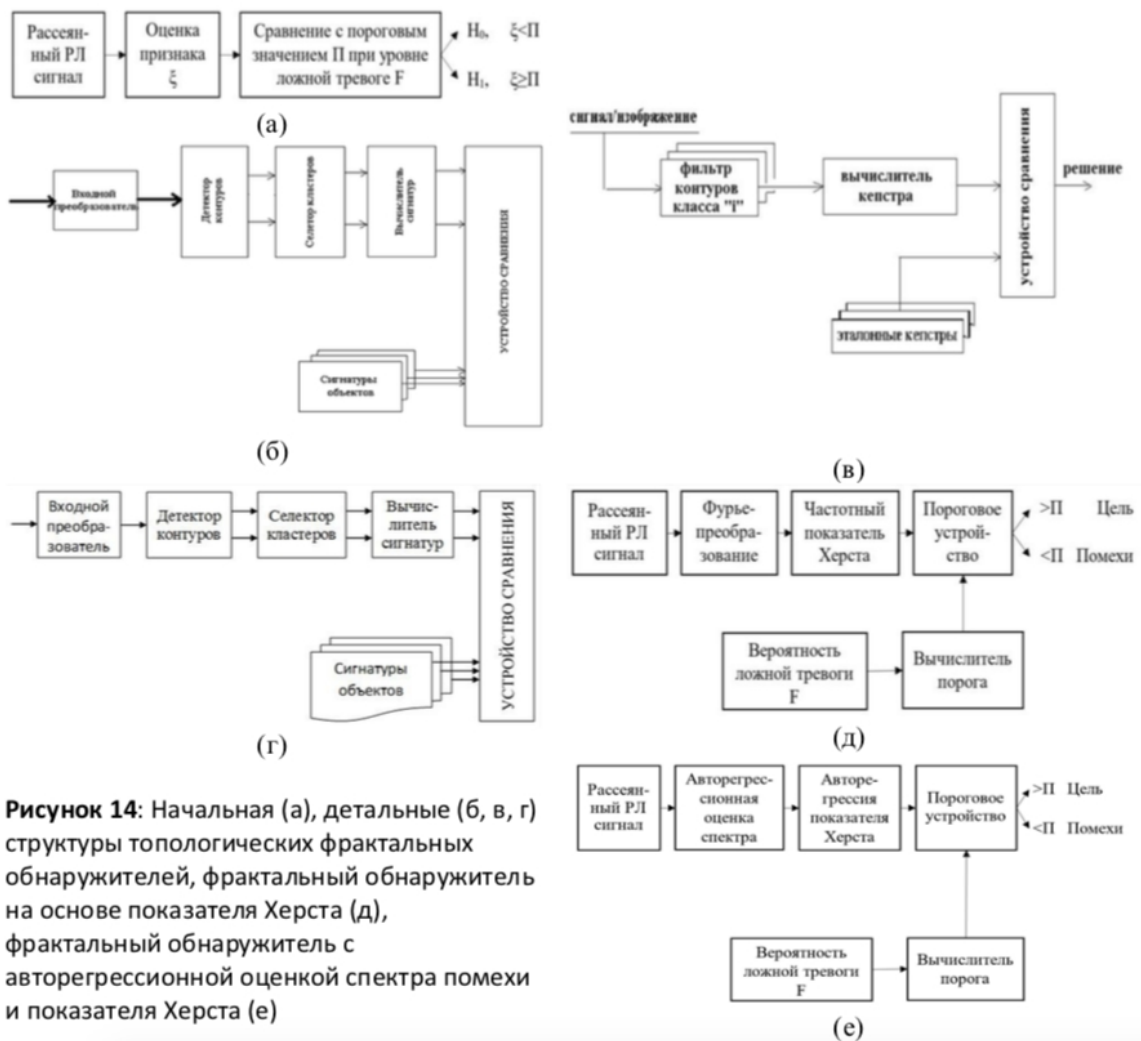 Рассеян-
ный РЛ
сигнал
Оценка
признака
ξ
Сравнение с пороговым
значением П при уровне
ложной тревоге F
H₀, ξ<П
H₁, ξ≥П
(а)
Входной
преобразователь
Детектор
контуров
Селетор кластеров
Вычислитель
сигнатур
УСТРОЙСТВО СРАВНЕНИЯ
Сигнатуры
объектов
(б)
сигнал/изображение
фильтр
контуров
класса "i"
вычислитель
кепстра
устройство сравнения
решение
эталонные кепстры
(в)
Входной
преобра-
зователь
Детектор
контуров
Селектор
кластеров
Вычис-
литель
сигнатур
УСТРОЙСТВО СРАВНЕНИЯ
Сигнатуры
объектов
(г)
Рассеян-
ный РЛ
сигнал
Фурье-
преобра-
зование
Частотный
показатель
Херста
Пороговое
устрой-
ство
>П Цель
<П Помехи
Вероятность
ложной тревоги
F
Вычислитель
порога
(д)
Рассеян-
ный РЛ
сигнал
Авторегрес-
сионная
оценка
спектра
Авторе-
грессия
показателя
Херста
Пороговое
устройство
>П Цель
<П Помехи
Вероятность
ложной тревоги
F
Вычислитель
порога
(е)
Рисунок 14: Начальная (а), детальные (б, в, г)
структуры топологических фрактальных
обнаружителей, фрактальный обнаружитель
на основе показателя Херста (д),
фрактальный обнаружитель с
авторегрессионной оценкой спектра помехи
и показателя Херста (е)